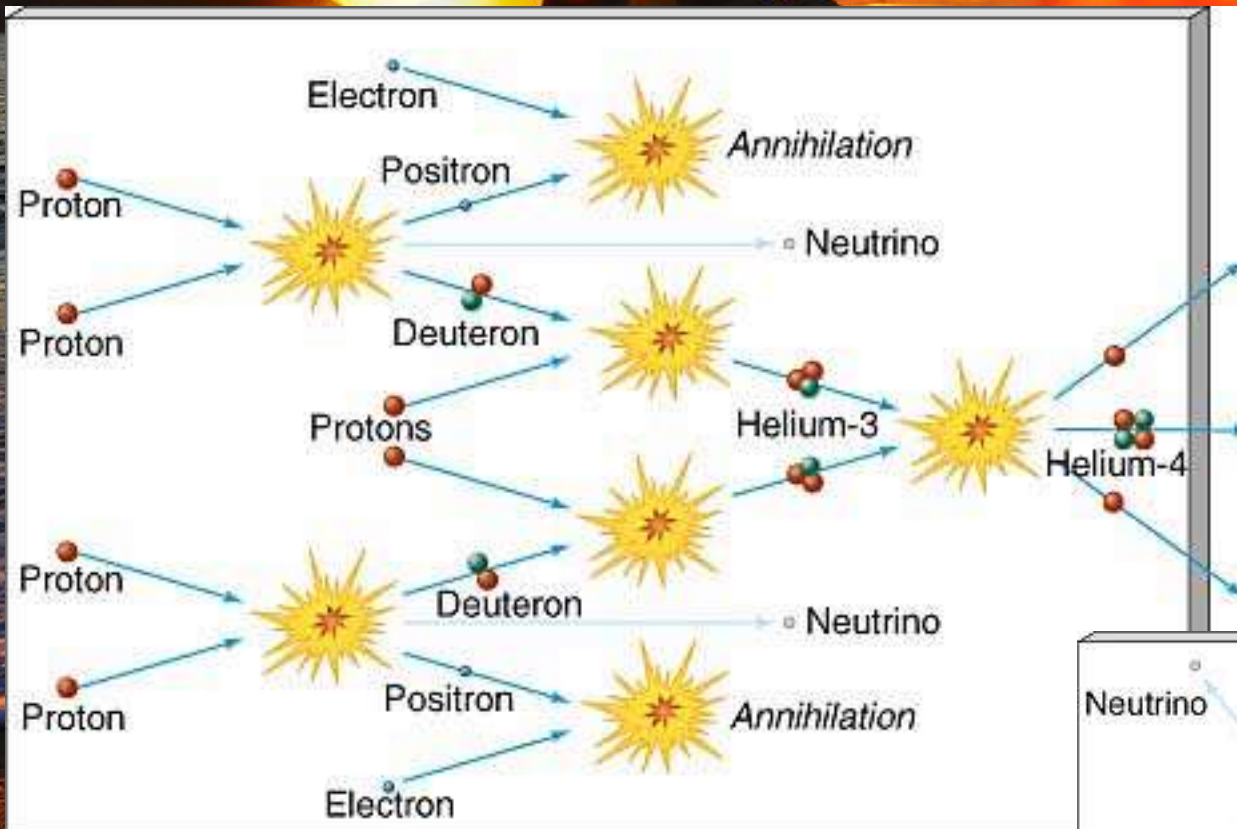 Electron
Annihilation
Positron
Proton
Neutrino
Deuteron
Proton
Protons
Helium-3
Helium-4
Proton
Deuteron
Neutrino
Positron
Neutrino
Proton
Annihilation
Electron